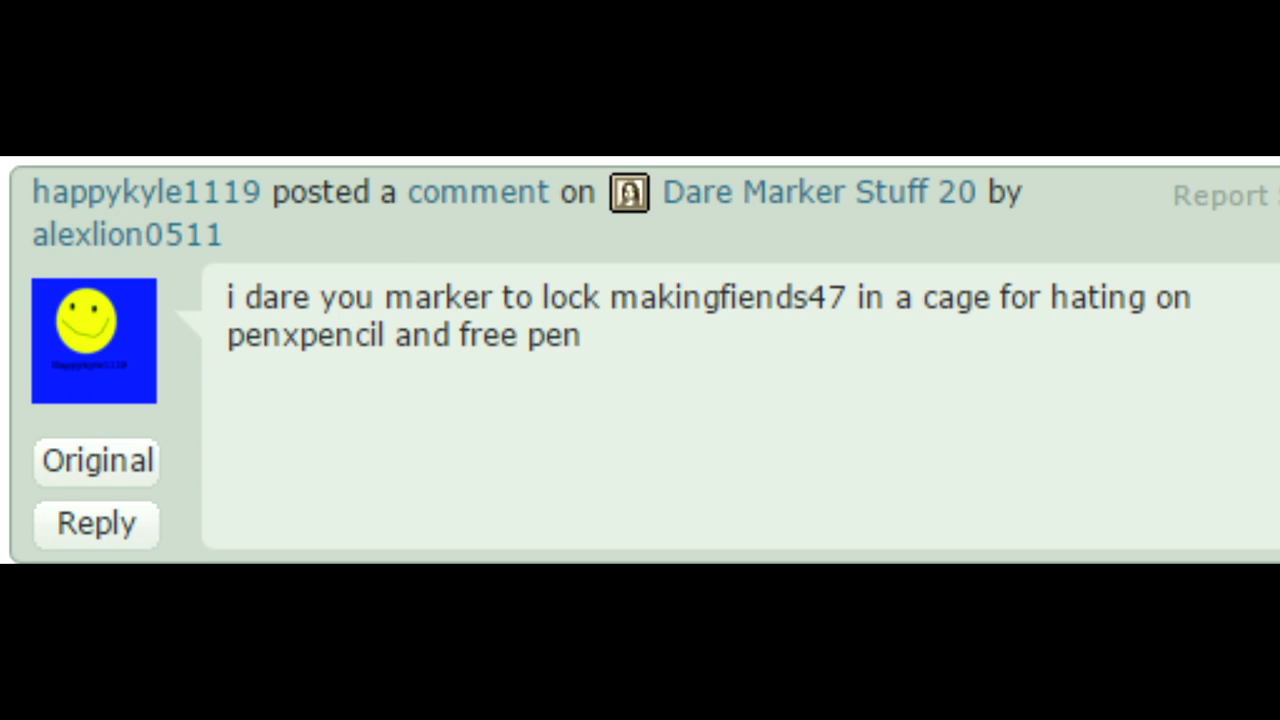 happykyle1119 posted a comment on Dare Marker Stuff 20 by
Report
alexlion0511
i dare you marker to lock makingfiends47 in a cage for hating on
penxpencil and free pen
Original
Reply